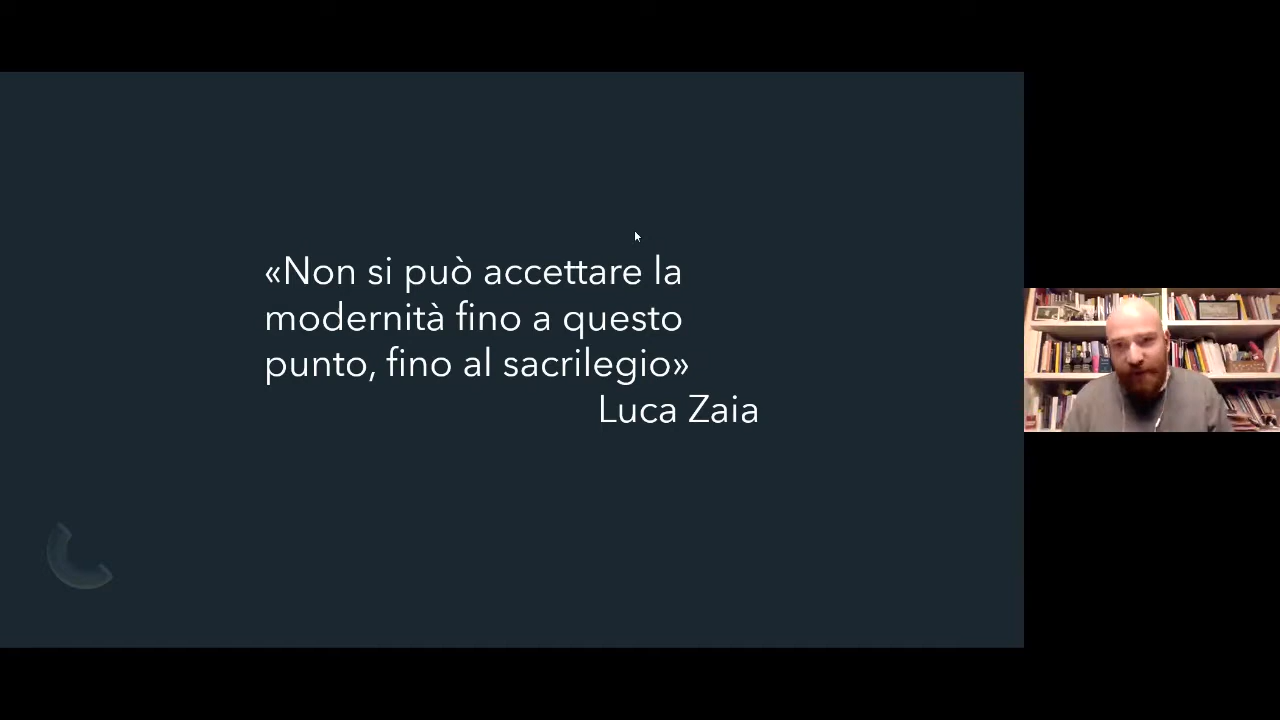 «Non si può accettare la
modernità fino a questo
punto, fino al sacrilegio»
Luca Zaia